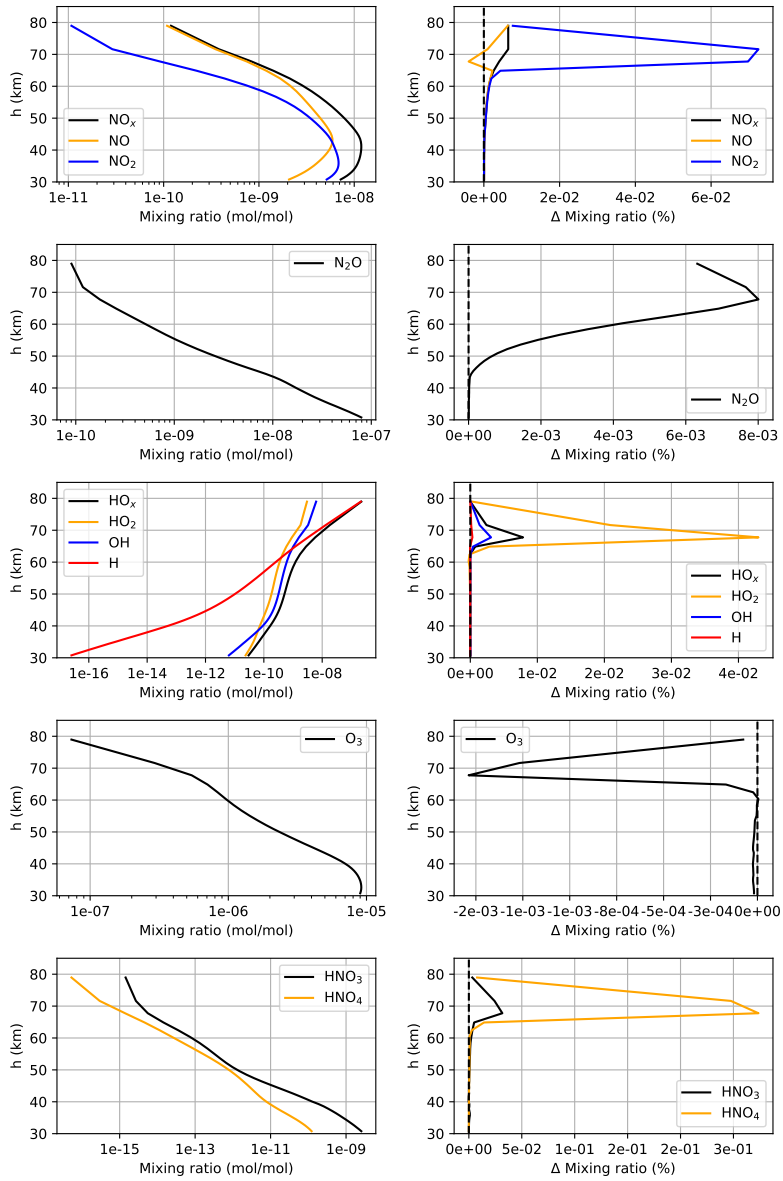 80
70
60
50
40
30
h (km)
1e-11 1e-10 1e-09 1e-08
Mixing ratio (mol/mol)
NOₓ
NO
NO₂
80
70
60
50
40
30
h (km)
0e+00 2e-02 4e-02 6e-02
Δ Mixing ratio (%)
NOₓ
NO
NO₂
80
70
60
50
40
30
h (km)
1e-10 1e-09 1e-08 1e-07
Mixing ratio (mol/mol)
N₂O
80
70
60
50
40
30
h (km)
0e+00 2e-03 4e-03 6e-03 8e-03
Δ Mixing ratio (%)
N₂O
80
70
60
50
40
30
h (km)
1e-16 1e-14 1e-12 1e-10 1e-08
Mixing ratio (mol/mol)
HOₓ
HO₂
OH
H
80
70
60
50
40
30
h (km)
0e+00 1e-02 2e-02 3e-02 4e-02
Δ Mixing ratio (%)
HOₓ
HO₂
OH
H
80
70
60
50
40
30
h (km)
1e-07 1e-06 1e-05
Mixing ratio (mol/mol)
O₃
80
70
60
50
40
30
h (km)
-2e-03 -1e-03 -1e-03 -8e-04 -5e-04 -3e-04 0e+00
Δ Mixing ratio (%)
O₃
80
70
60
50
40
30
h (km)
1e-15 1e-13 1e-11 1e-09
Mixing ratio (mol/mol)
HNO₃
HNO₄
80
70
60
50
40
30
h (km)
0e+00 5e-02 1e-01 2e-01 2e-01 3e-01
Δ Mixing ratio (%)
HNO₃
HNO₄